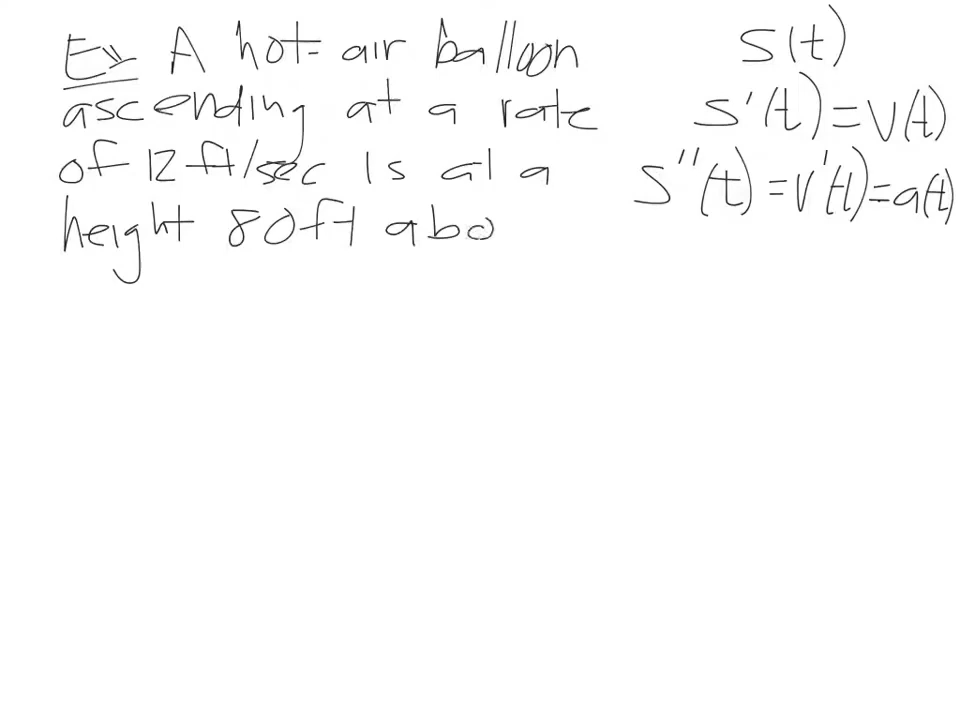 Ex A hot-air balloon
ascending at a rate
of 12 ft/sec is at a
height 80ft abo
S(t)
S'(t)=V(t)
S''(t)=V'(t)=a(t)